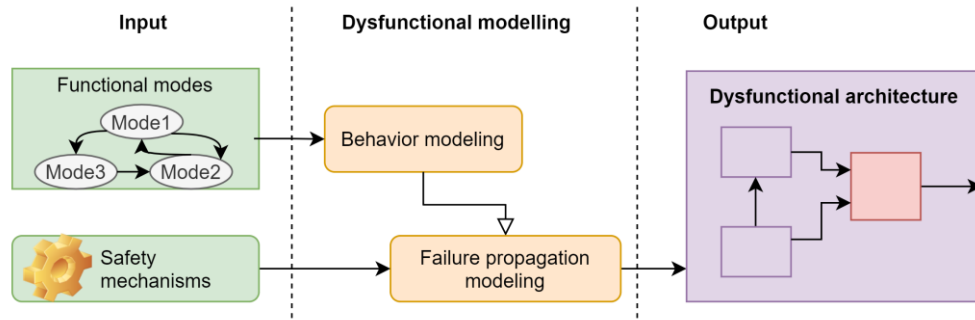 Input
Dysfunctional modelling
Output
Functional modes
Mode1
Mode3
Mode2
Behavior modeling
Safety
mechanisms
Failure propagation
modeling
Dysfunctional architecture